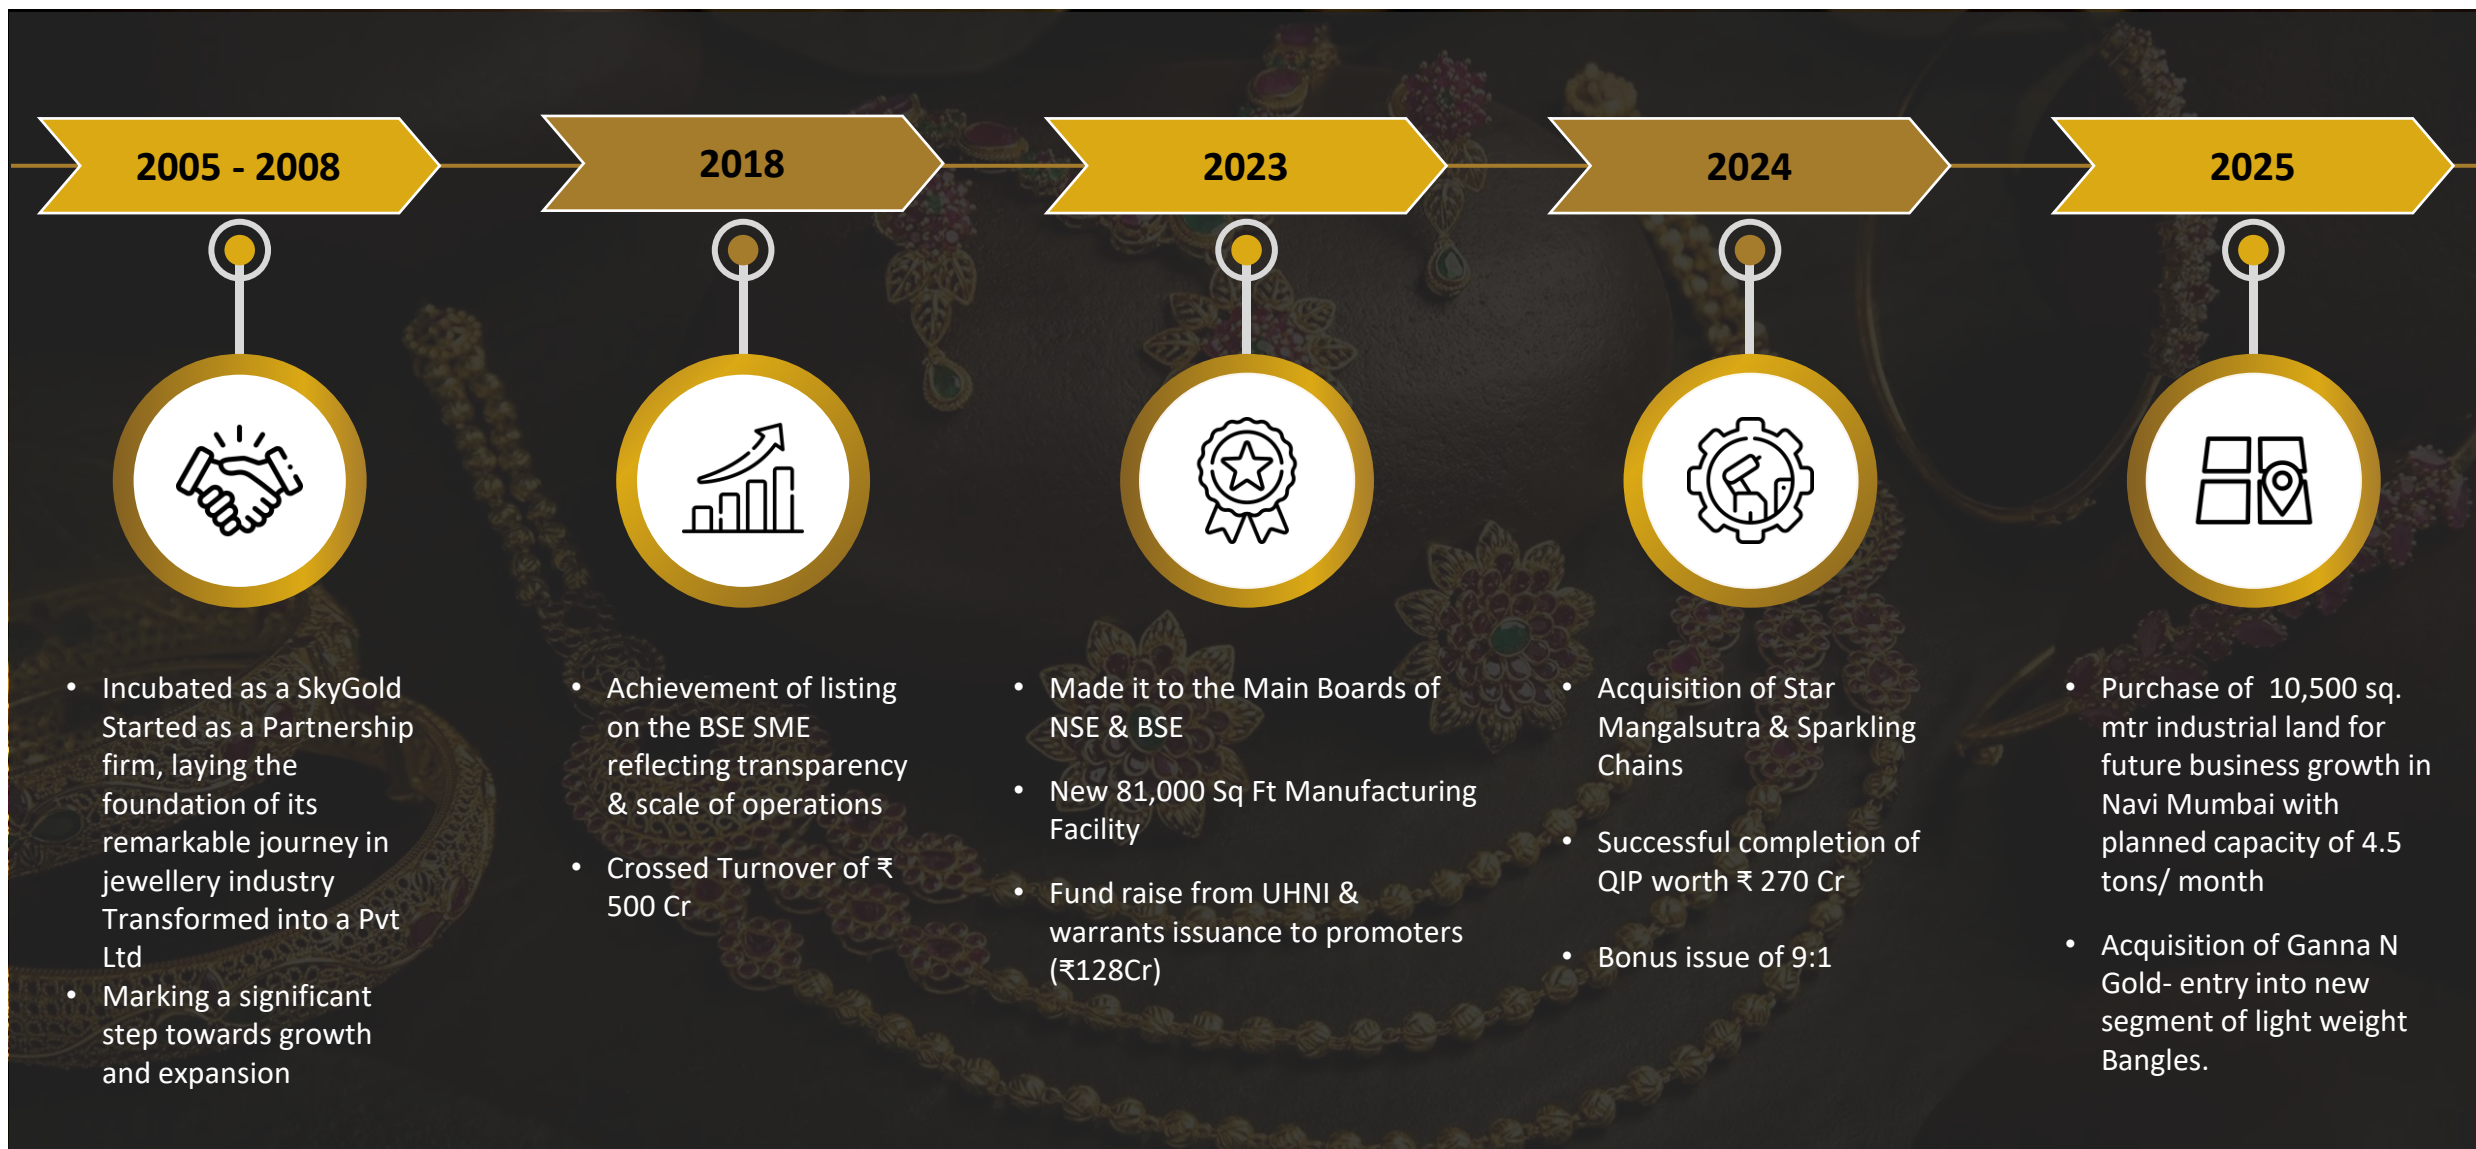 2005 - 2008
2018
2023
2024
2025
• Incubated as a SkyGold
Started as a Partnership
firm, laying the
foundation of its
remarkable journey in
jewellery industry
Transformed into a Pvt
Ltd
• Marking a significant
step towards growth
and expansion
• Achievement of listing
on the BSE SME
reflecting transparency
& scale of operations
• Crossed Turnover of ₹
500 Cr
• Made it to the Main Boards of
NSE & BSE
• New 81,000 Sq Ft Manufacturing
Facility
• Fund raise from UHNI &
warrants issuance to promoters
(₹128Cr)
• Acquisition of Star
Mangalsutra & Sparkling
Chains
• Successful completion of
QIP worth ₹ 270 Cr
• Bonus issue of 9:1
• Purchase of 10,500 sq.
mtr industrial land for
future business growth in
Navi Mumbai with
planned capacity of 4.5
tons/ month
• Acquisition of Ganna N
Gold- entry into new
segment of light weight
Bangles.